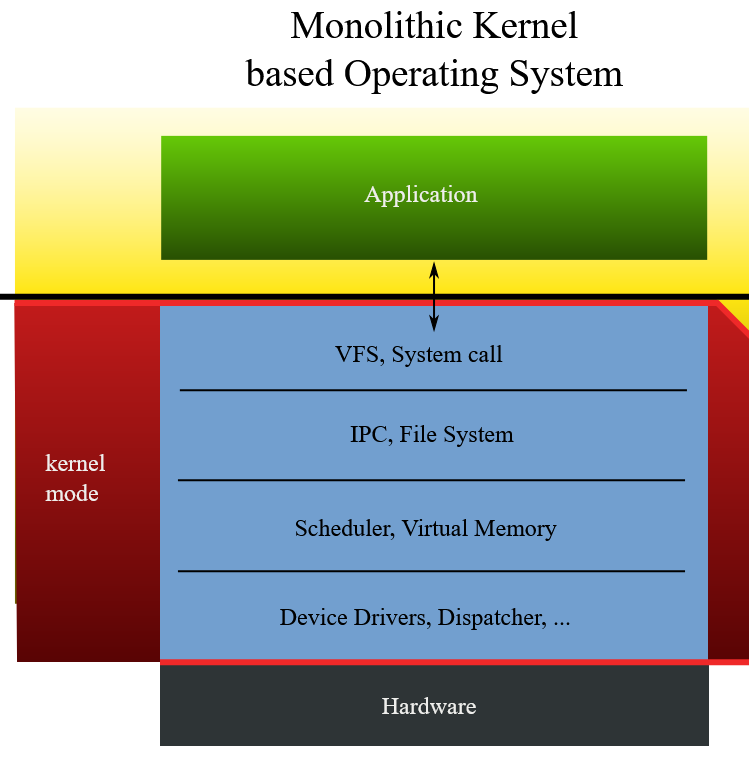 Monolithic Kernel
based Operating System
Application
VFS, System call
IPC, File System
kernel
mode
Scheduler, Virtual Memory
Device Drivers, Dispatcher, ...
Hardware